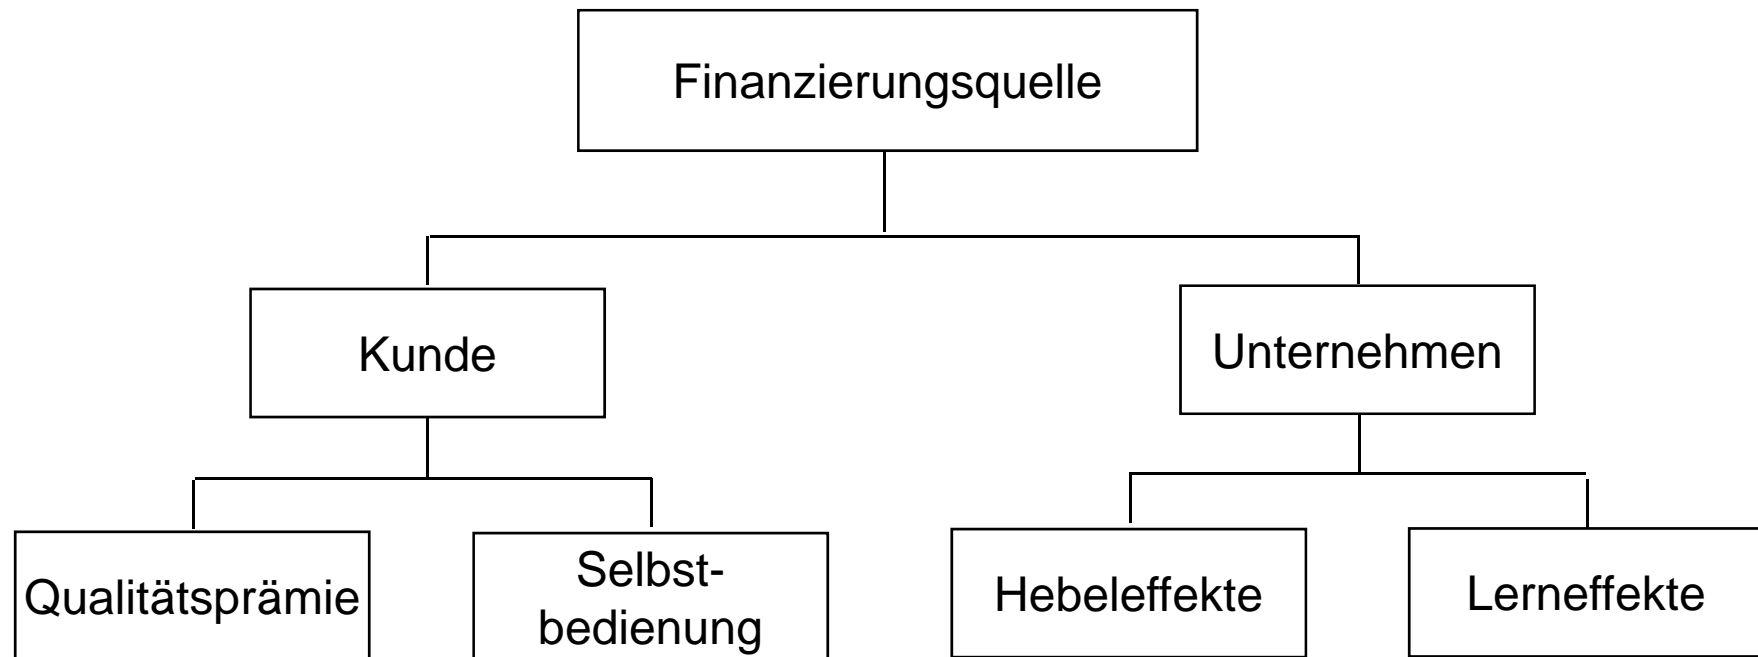 Finanzierungsquelle
Kunde
Unternehmen
Qualitätsprämie
Selbst-
bedienung
Hebeleffekte
Lerneffekte